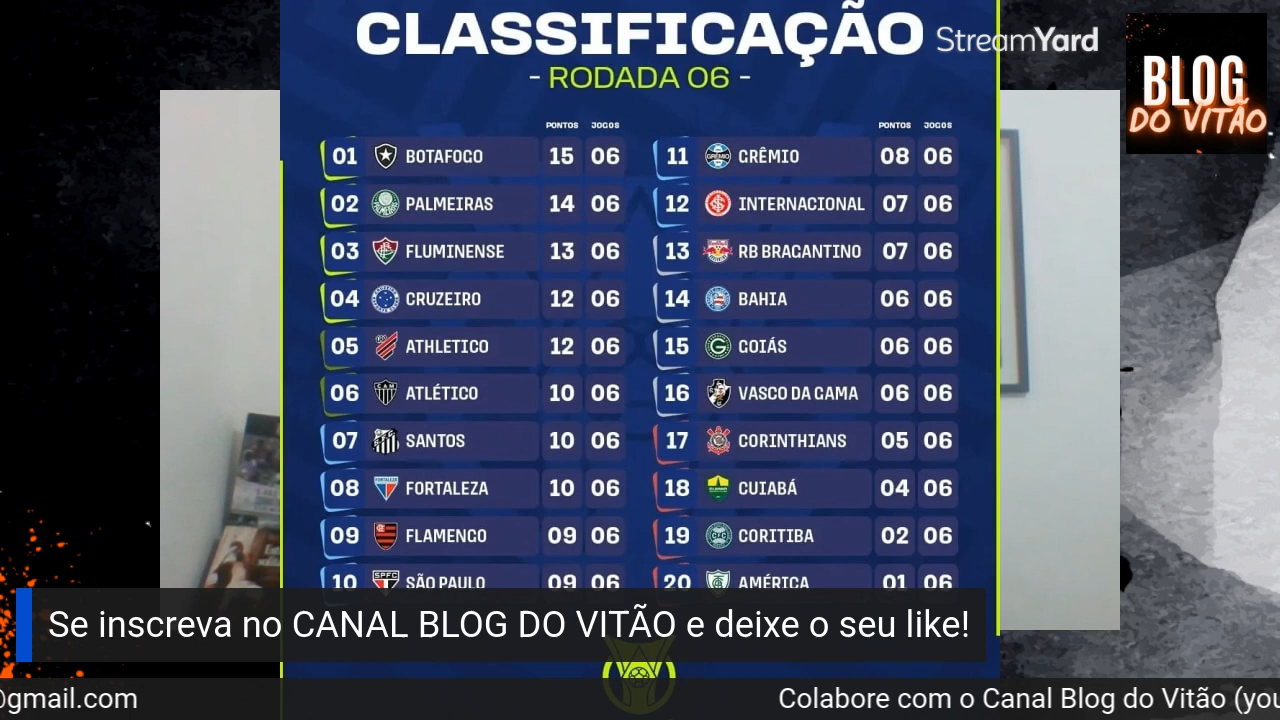 CLASSIFICAÇÃO
StreamYard
- RODADA 06 -
BLOG
DO VITÃO
PONTOS JOGOS
01 BOTAFOGO 15 06
02 PALMEIRAS 14 06
03 FLUMINENSE 13 06
04 CRUZEIRO 12 06
05 ATHLETICO 12 06
06 ATLÉTICO 10 06
07 SANTOS 10 06
08 FORTALEZA 10 06
09 FLAMENGO 09 06
10 SÃO PAULO 09 06
PONTOS JOGOS
11 GRÊMIO 08 06
12 INTERNACIONAL 07 06
13 RB BRAGANTINO 07 06
14 BAHIA 06 06
15 GOIÁS 06 06
16 VASCO DA GAMA 06 06
17 CORINTHIANS 05 06
18 CUIABÁ 04 06
19 CORITIBA 02 06
20 AMÉRICA 01 06
Se inscreva no CANAL BLOG DO VITÃO e deixe o seu like!
@gmail.com
Colabore com o Canal Blog do Vitão (you